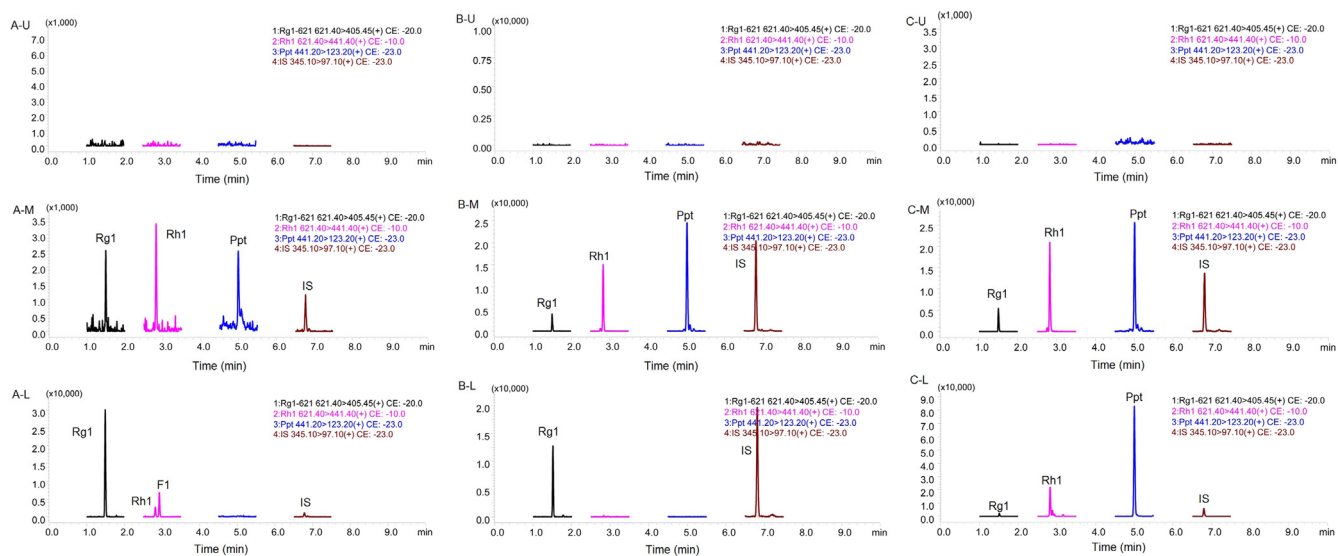 A-U
(x1,000)
1:Rg1-621 621.40>405.45(+) CE: -20.0
2:Rh1 621.40>441.40(+) CE: -10.0
3:Ppt 441.20>123.20(+) CE: -23.0
4:IS 345.10>97.10(+) CE: -23.0
7.0
6.0
5.0
4.0
3.0
2.0
1.0
0.0
0.0 1.0 2.0 3.0 4.0 5.0 6.0 7.0 8.0 9.0 min
Time (min)
B-U
(x10,000)
1:Rg1-621 621.40>405.45(+) CE: -20.0
2:Rh1 621.40>441.40(+) CE: -10.0
3:Ppt 441.20>123.20(+) CE: -23.0
4:IS 345.10>97.10(+) CE: -23.0
1.00
0.75
0.50
0.25
0.00
0.0 1.0 2.0 3.0 4.0 5.0 6.0 7.0 8.0 9.0 min
Time (min)
C-U
(x1,000)
1:Rg1-621 621.40>405.45(+) CE: -20.0
2:Rh1 621.40>441.40(+) CE: -10.0
3:Ppt 441.20>123.20(+) CE: -23.0
4:IS 345.10>97.10(+) CE: -23.0
3.5
3.0
2.5
2.0
1.5
1.0
0.5
0.0
0.0 1.0 2.0 3.0 4.0 5.0 6.0 7.0 8.0 9.0 min
Time (min)
A-M
(x1,000)
1:Rg1-621 621.40>405.45(+) CE: -20.0
2:Rh1 621.40>441.40(+) CE: -10.0
3:Ppt 441.20>123.20(+) CE: -23.0
4:IS 345.10>97.10(+) CE: -23.0
3.5
3.0
2.5
2.0
1.5
1.0
0.5
0.0
Rg1
Rh1
Ppt
IS
0.0 1.0 2.0 3.0 4.0 5.0 6.0 7.0 8.0 9.0 min
Time (min)
B-M
(x10,000)
1:Rg1-621 621.40>405.45(+) CE: -20.0
2:Rh1 621.40>441.40(+) CE: -10.0
3:Ppt 441.20>123.20(+) CE: -23.0
4:IS 345.10>97.10(+) CE: -23.0
2.5
2.0
1.5
1.0
0.5
0.0
Rg1
Rh1
Ppt
IS
0.0 1.0 2.0 3.0 4.0 5.0 6.0 7.0 8.0 9.0 min
Time (min)
C-M
(x10,000)
1:Rg1-621 621.40>405.45(+) CE: -20.0
2:Rh1 621.40>441.40(+) CE: -10.0
3:Ppt 441.20>123.20(+) CE: -23.0
4:IS 345.10>97.10(+) CE: -23.0
2.5
2.0
1.5
1.0
0.5
0.0
Rg1
Rh1
Ppt
IS
0.0 1.0 2.0 3.0 4.0 5.0 6.0 7.0 8.0 9.0 min
Time (min)
A-L
(x10,000)
1:Rg1-621 621.40>405.45(+) CE: -20.0
2:Rh1 621.40>441.40(+) CE: -10.0
3:Ppt 441.20>123.20(+) CE: -23.0
4:IS 345.10>97.10(+) CE: -23.0
3.0
2.5
2.0
1.5
1.0
0.5
0.0
Rg1
Rh1
F1
IS
0.0 1.0 2.0 3.0 4.0 5.0 6.0 7.0 8.0 9.0 min
Time (min)
B-L
(x10,000)
1:Rg1-621 621.40>405.45(+) CE: -20.0
2:Rh1 621.40>441.40(+) CE: -10.0
3:Ppt 441.20>123.20(+) CE: -23.0
4:IS 345.10>97.10(+) CE: -23.0
2.0
1.5
1.0
0.5
0.0
Rg1
IS
0.0 1.0 2.0 3.0 4.0 5.0 6.0 7.0 8.0 9.0 min
Time (min)
C-L
(x10,000)
1:Rg1-621 621.40>405.45(+) CE: -20.0
2:Rh1 621.40>441.40(+) CE: -10.0
3:Ppt 441.20>123.20(+) CE: -23.0
4:IS 345.10>97.10(+) CE: -23.0
9.0
8.0
7.0
6.0
5.0
4.0
3.0
2.0
1.0
0.0
Rg1
Rh1
Ppt
IS
0.0 1.0 2.0 3.0 4.0 5.0 6.0 7.0 8.0 9.0 min
Time (min)